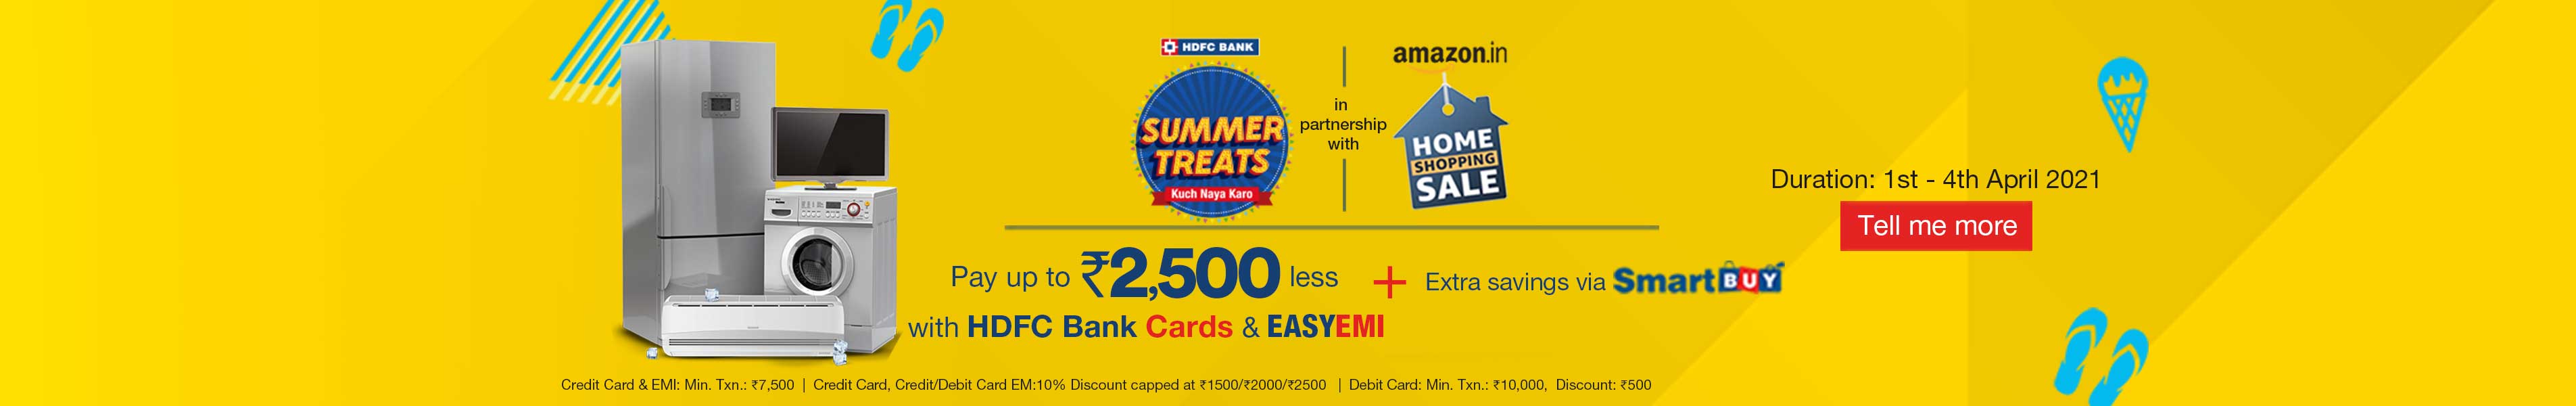 HDFC BANK
SUMMER
TREATS
Kuch Naya Karo
in
partnership
with
amazon.in
HOME
SHOPPING
SALE
Pay up to ₹2,500 less + Extra savings via SmartBUY
with HDFC Bank Cards & EASYEMI
Credit Card & EMI: Min. Txn.: ₹7,500 | Credit Card, Credit/Debit Card EM:10% Discount capped at ₹1500/₹2000/₹2500 | Debit Card: Min. Txn.: ₹10,000, Discount: ₹500
Duration: 1st - 4th April 2021
Tell me more